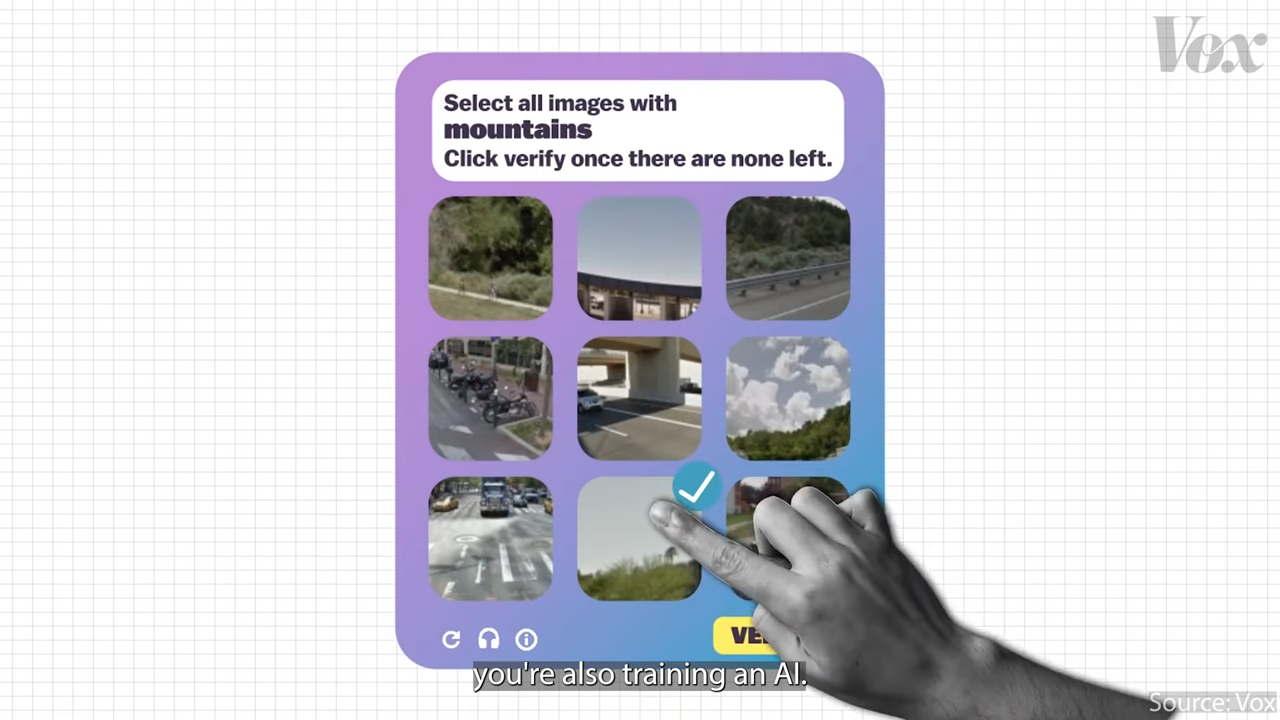 Vox
Select all images with
mountains
Click verify once there are none left.
you're also training an AI.
Source: Vox